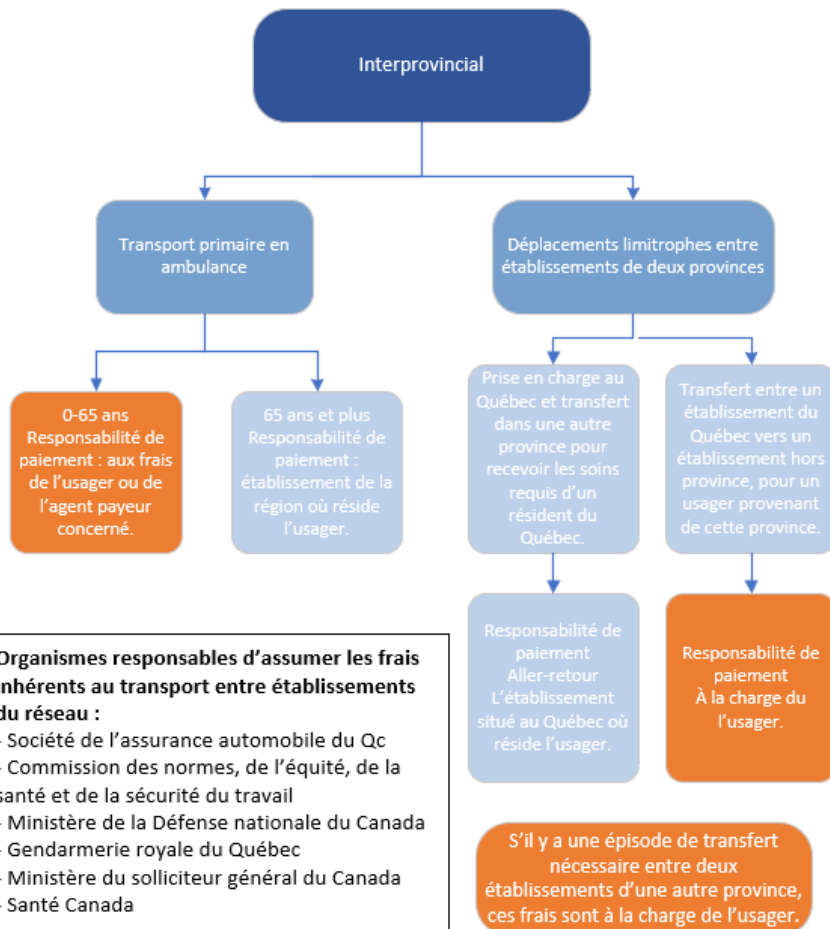 Interprovincial
Transport primaire en
ambulance
Déplacements limitrophes entre
établissements de deux provinces
0-65 ans
Responsabilité de
paiement : aux frais
de l’usager ou de
l’agent payeur
concerné.
65 ans et plus
Responsabilité de
paiement :
établissement de la
région où réside
l’usager.
Prise en charge au
Québec et transfert
dans une autre
province pour
recevoir les soins
requis d’un
résident du
Québec.
Transfert entre un
établissement du
Québec vers un
établissement hors
province, pour un
usager provenant
de cette province.
Responsabilité de
paiement
Aller-retour
L’établissement
situé au Québec où
réside l’usager.
Responsabilité de
paiement
À la charge du
l’usager.
Organismes responsables d’assumer les frais
inhérents au transport entre établissements
du réseau :
- Société de l’assurance automobile du Qc
- Commission des normes, de l’équité, de la
santé et de la sécurité du travail
- Ministère de la Défense nationale du Canada
- Gendarmerie royale du Québec
- Ministère du solliciteur général du Canada
- Santé Canada
S’il y a une épisode de transfert
nécessaire entre deux
établissements d’une autre province,
ces frais sont à la charge de l’usager.